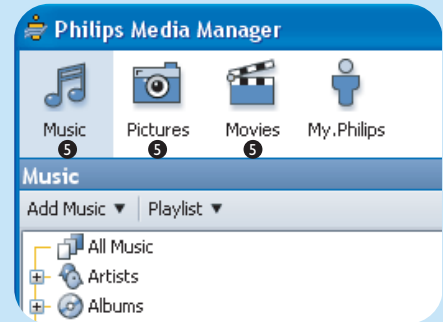 Philips Media Manager
Music Pictures Movies My.Philips
5 5 5
Music
Add Music ▼ Playlist ▼
All Music
Artists
Albums